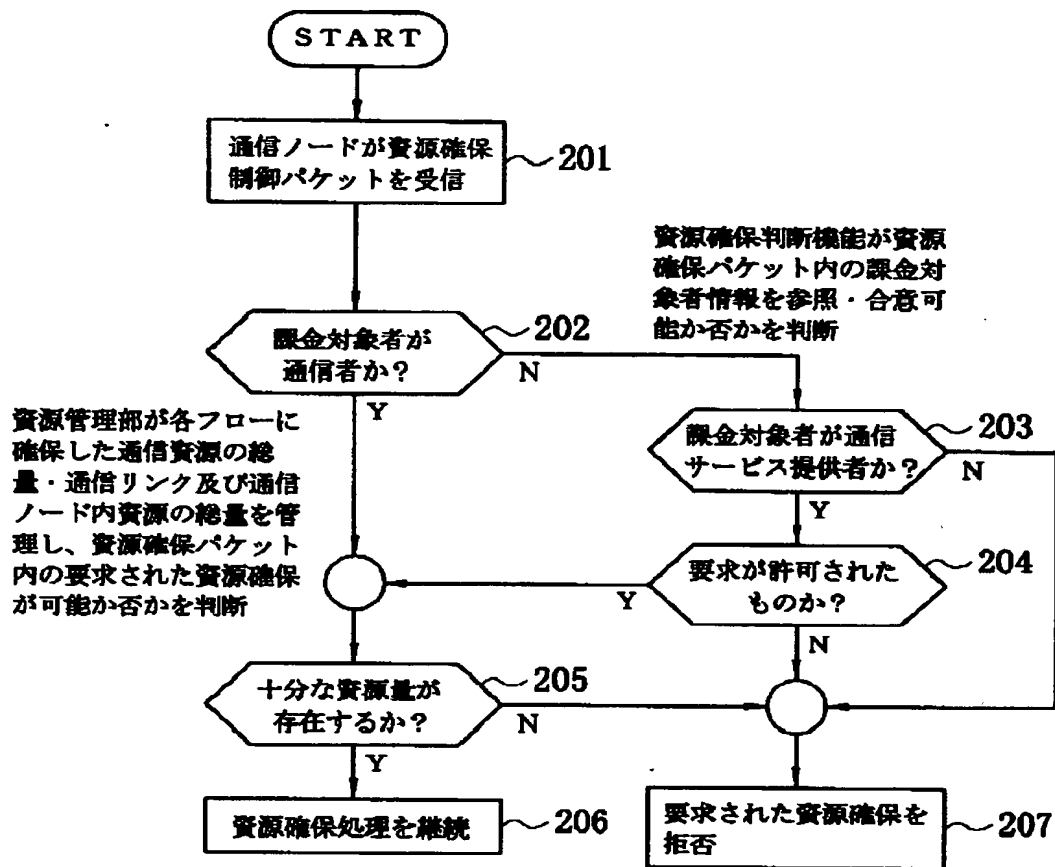 START
通信ノードが資源確保
制御パケットを受信
201
資源確保判断機能が資源
確保パケット内の課金対
象者情報を参照・合意可
能か否かを判断
課金対象者が
通信者か？
202
N
Y
資源管理部が各フローに
確保した通信資源の総
量・通信リンク及び通信
ノード内資源の総量を管
理し、資源確保パケット
内の要求された資源確保
が可能か否かを判断
課金対象者が通信
サービス提供者か？
203
N
Y
要求が許可された
ものか？
204
Y
N
十分な資源量が
存在するか？
205
N
Y
資源確保処理を継続
206
要求された資源確保を
拒否
207